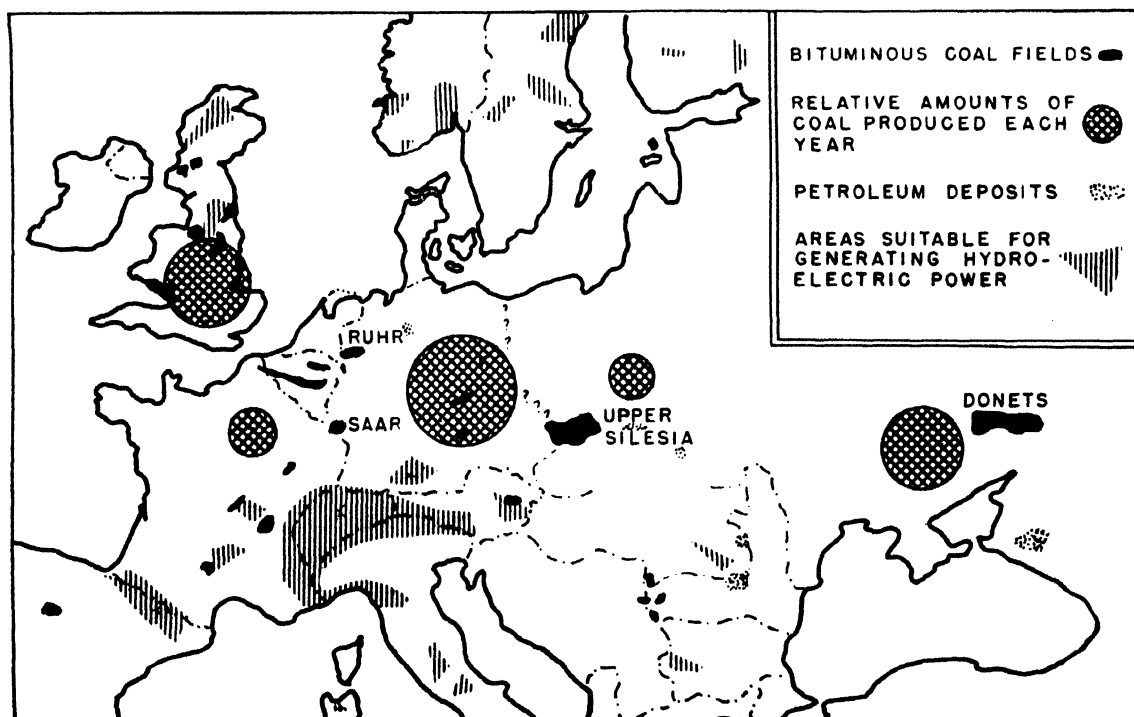 BITUMINOUS COAL FIELDS
RELATIVE AMOUNTS OF
COAL PRODUCED EACH
YEAR
PETROLEUM DEPOSITS
AREAS SUITABLE FOR
GENERATING HYDRO-
ELECTRIC POWER
RUHR
SAAR
UPPER
SILESIA
DONETS